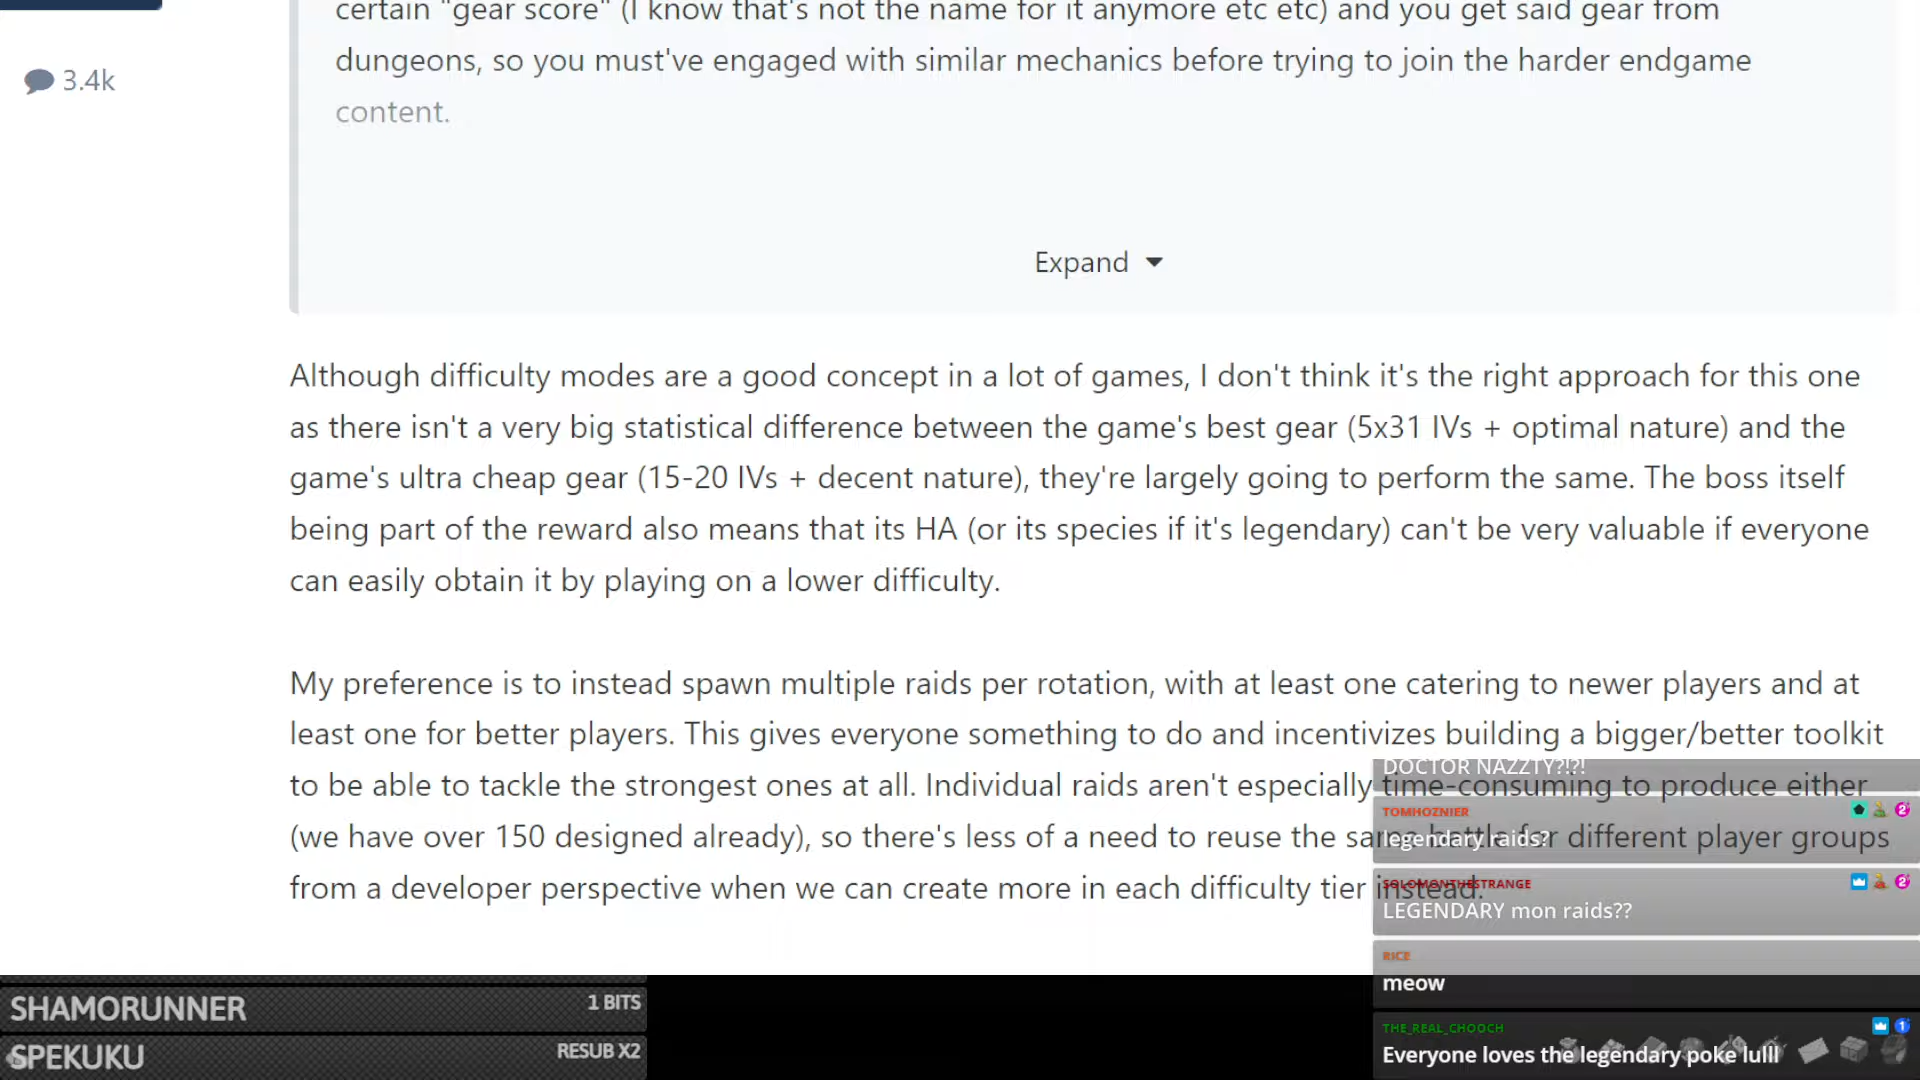 certain "gear score" (I know that's not the name for it anymore etc etc) and you get said gear from
dungeons, so you must've engaged with similar mechanics before trying to join the harder endgame
content.
3.4k
Expand
Although difficulty modes are a good concept in a lot of games, I don't think it's the right approach for this one
as there isn't a very big statistical difference between the game's best gear (5x31 IVs + optimal nature) and the
game's ultra cheap gear (15-20 IVs + decent nature), they're largely going to perform the same. The boss itself
being part of the reward also means that its HA (or its species if it's legendary) can't be very valuable if everyone
can easily obtain it by playing on a lower difficulty.
My preference is to instead spawn multiple raids per rotation, with at least one catering to newer players and at
least one for better players. This gives everyone something to do and incentivizes building a bigger/better toolkit
to be able to tackle the strongest ones at all. Individual raids aren't especially time-consuming to produce either
(we have over 150 designed already), so there's less of a need to reuse the same battle for different player groups
from a developer perspective when we can create more in each difficulty tier instead.
DOCTOR NAZZTY?!?!
TOMHOZNIER
2
legendary raids?
SOLOMONTHESTRANGE
2
LEGENDARY mon raids??
RICE
meow
THE_REAL_CHOOCH
1
Everyone loves the legendary poke lulll
SHAMORUNNER
1 BITS
SPEKUKU
RESUB X2